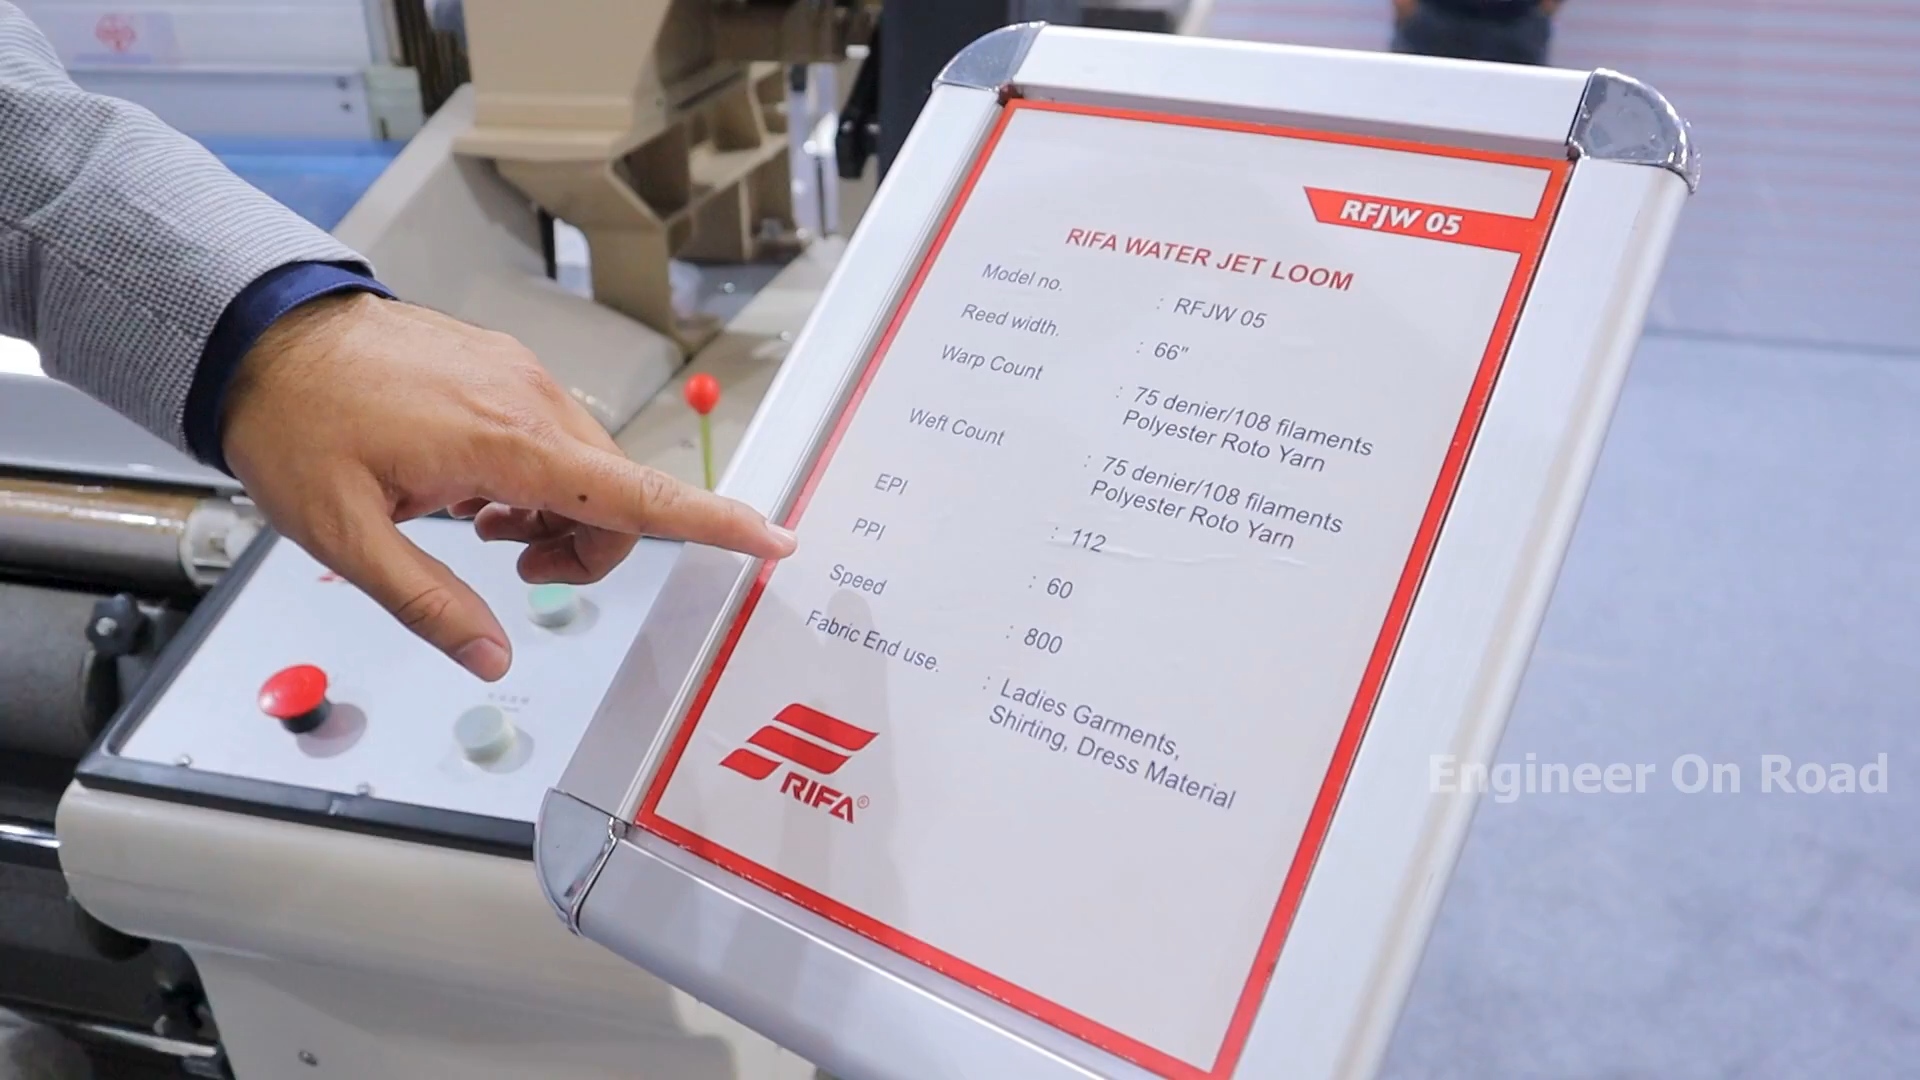 RFJW 05
RIFA WATER JET LOOM
Model no. : RFJW 05
Reed width. : 66"
Warp Count : 75 denier/108 filaments
Polyester Roto Yarn
Weft Count : 75 denier/108 filaments
Polyester Roto Yarn
EPI : 112
PPI : 60
Speed : 800
Fabric End use. : Ladies Garments,
Shirting, Dress Material
RIFA®
Engineer On Road